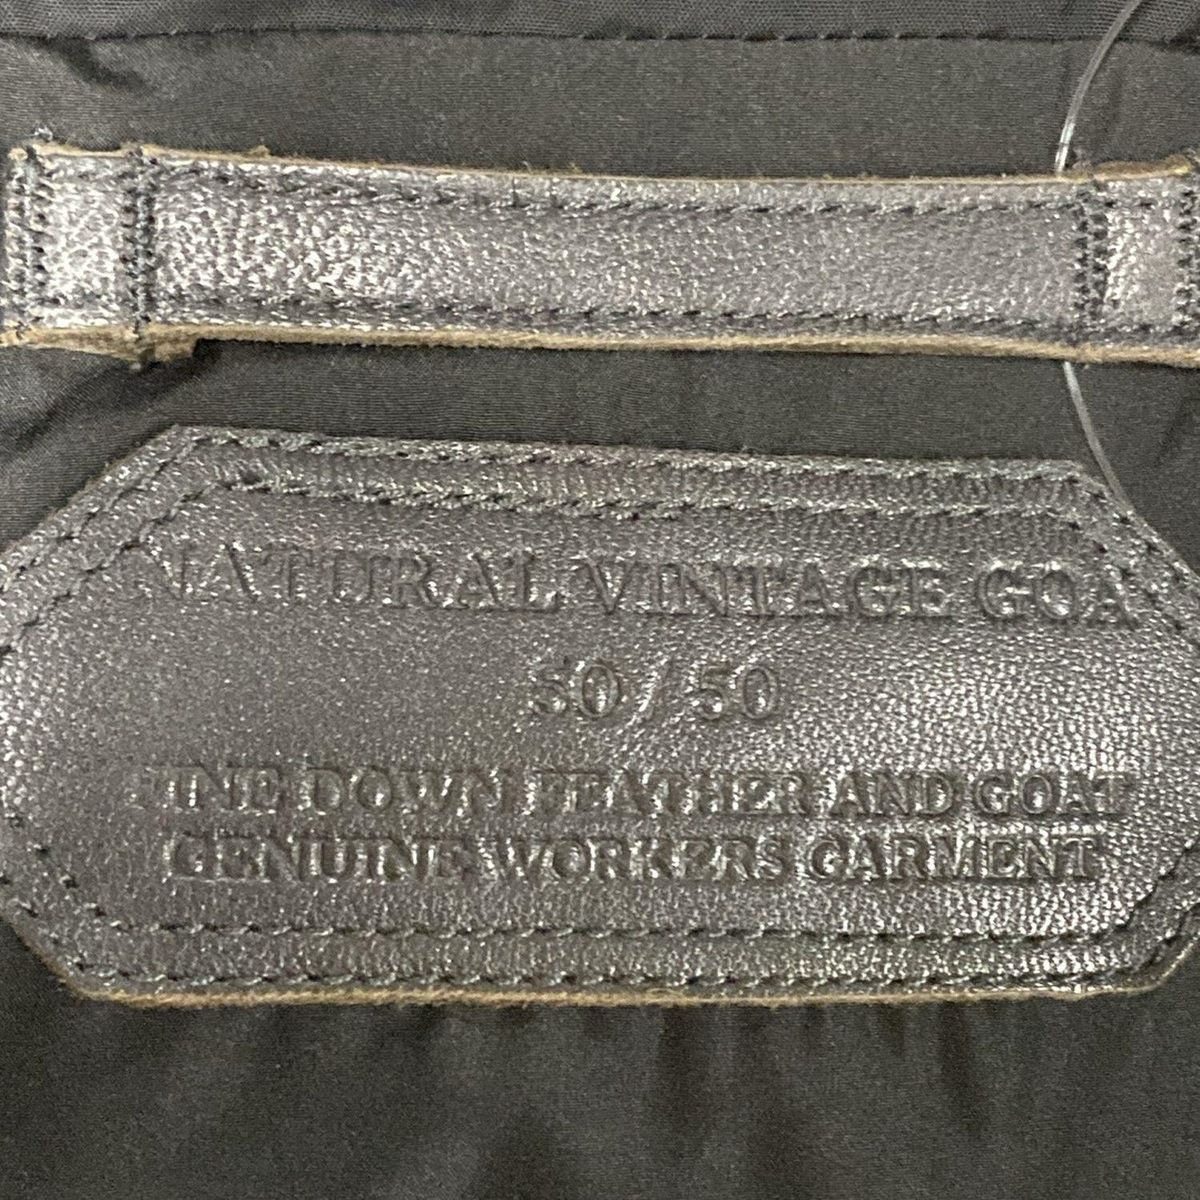 NATURAL VINTAGE GOA
50/50
FINE DOWN FEATHER AND GOAT
GENUINE WORKERS GARMENT